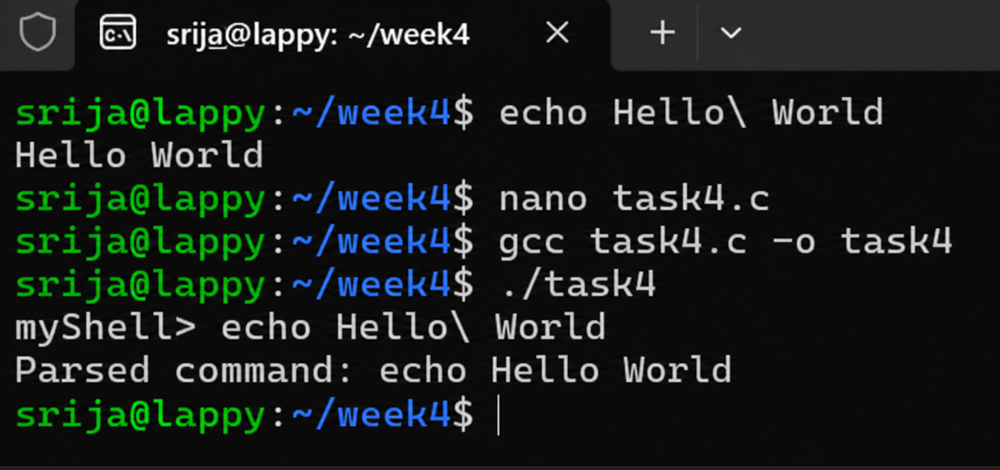 srija@lappy: ~/week4
srija@lappy:~/week4$ echo Hello\ World
Hello World
srija@lappy:~/week4$ nano task4.c
srija@lappy:~/week4$ gcc task4.c -o task4
srija@lappy:~/week4$ ./task4
myShell> echo Hello\ World
Parsed command: echo Hello World
srija@lappy:~/week4$